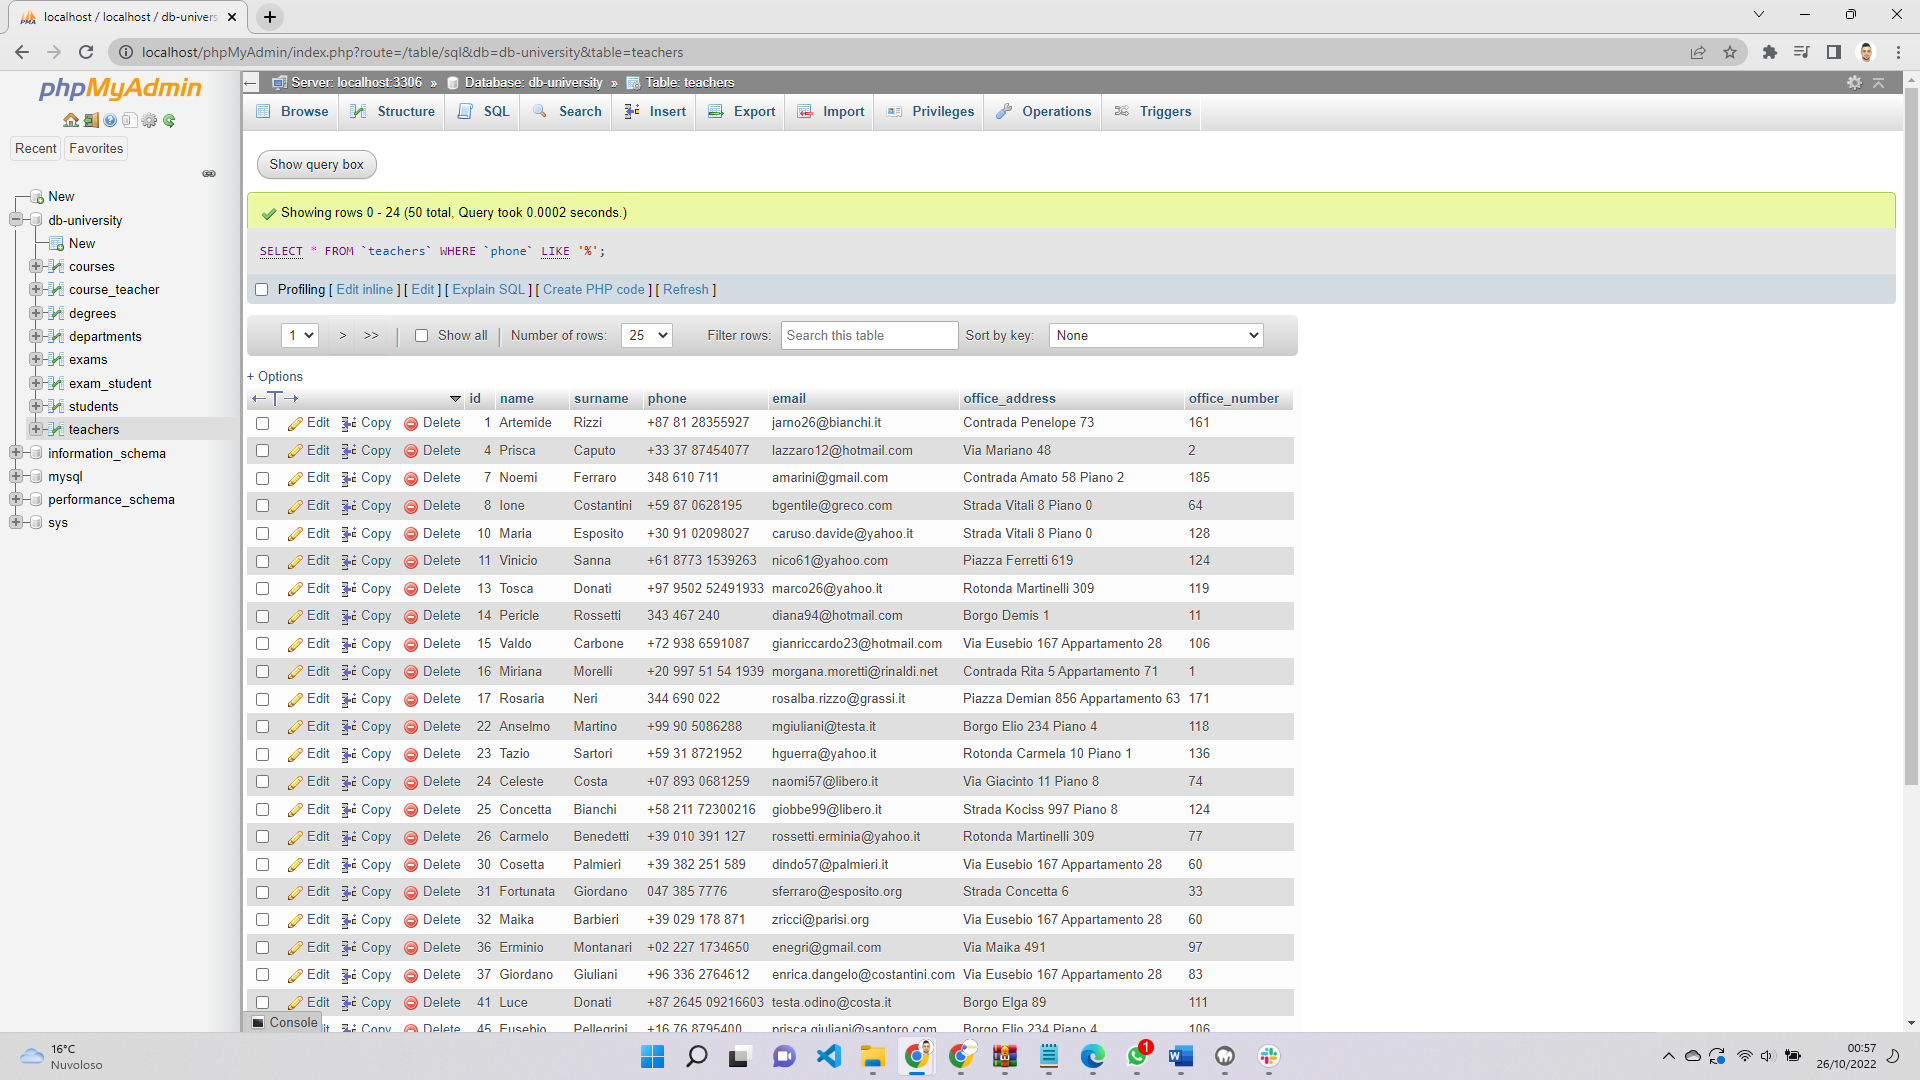 localhost / localhost / db-univers
localhost/phpMyAdmin/index.php?route=/table/sql&db=db-university&table=teachers
phpMyAdmin
Recent Favorites
New
db-university
New
courses
course_teacher
degrees
departments
exams
exam_student
students
teachers
information_schema
mysql
performance_schema
sys
Server: localhost:3306 » Database: db-university » Table: teachers
Browse Structure SQL Search Insert Export Import Privileges Operations Triggers
Show query box
Showing rows 0 - 24 (50 total, Query took 0.0002 seconds.)
SELECT * FROM `teachers` WHERE `phone` LIKE '%';
Profiling [ Edit inline ] [ Edit ] [ Explain SQL ] [ Create PHP code ] [ Refresh ]
1 > >> Show all Number of rows: 25 Filter rows: Search this table Sort by key: None
+ Options
←T→ id name surname phone email office_address office_number
Edit Copy Delete 1 Artemide Rizzi +87 81 28355927 jarno26@bianchi.it Contrada Penelope 73 161
Edit Copy Delete 4 Prisca Caputo +33 37 87454077 lazzaro12@hotmail.com Via Mariano 48 2
Edit Copy Delete 7 Noemi Ferraro 348 610 711 amarini@gmail.com Contrada Amato 58 Piano 2 185
Edit Copy Delete 8 Ione Costantini +59 87 0628195 bgentile@greco.com Strada Vitali 8 Piano 0 64
Edit Copy Delete 10 Maria Esposito +30 91 02098027 caruso.davide@yahoo.it Strada Vitali 8 Piano 0 128
Edit Copy Delete 11 Vinicio Sanna +61 8773 1539263 nico61@yahoo.com Piazza Ferretti 619 124
Edit Copy Delete 13 Tosca Donati +97 9502 52491933 marco26@yahoo.it Rotonda Martinelli 309 119
Edit Copy Delete 14 Pericle Rossetti 343 467 240 diana94@hotmail.com Borgo Demis 1 11
Edit Copy Delete 15 Valdo Carbone +72 938 6591087 gianriccardo23@hotmail.com Via Eusebio 167 Appartamento 28 106
Edit Copy Delete 16 Miriana Morelli +20 997 51 54 1939 morgana.moretti@rinaldi.net Contrada Rita 5 Appartamento 71 1
Edit Copy Delete 17 Rosaria Neri 344 690 022 rosalba.rizzo@grassi.it Piazza Demian 856 Appartamento 63 171
Edit Copy Delete 22 Anselmo Martino +99 90 5086288 mgiuliani@testa.it Borgo Elio 234 Piano 4 118
Edit Copy Delete 23 Tazio Sartori +59 31 8721952 hguerra@yahoo.it Rotonda Carmela 10 Piano 1 136
Edit Copy Delete 24 Celeste Costa +07 893 0681259 naomi57@libero.it Via Giacinto 11 Piano 8 74
Edit Copy Delete 25 Concetta Bianchi +58 211 72300216 giobbe99@libero.it Strada Kociss 997 Piano 8 124
Edit Copy Delete 26 Carmelo Benedetti +39 010 391 127 rossetti.erminia@yahoo.it Rotonda Martinelli 309 77
Edit Copy Delete 30 Cosetta Palmieri +39 382 251 589 dindo57@palmieri.it Via Eusebio 167 Appartamento 28 60
Edit Copy Delete 31 Fortunata Giordano 047 385 7776 sferraro@esposito.org Strada Concetta 6 33
Edit Copy Delete 32 Maika Barbieri +39 029 178 871 zricci@parisi.org Via Eusebio 167 Appartamento 28 60
Edit Copy Delete 36 Erminio Montanari +02 227 1734650 enegri@gmail.com Via Maika 491 97
Edit Copy Delete 37 Giordano Giuliani +96 336 2764612 enrica.dangelo@costantini.com Via Eusebio 167 Appartamento 28 83
Edit Copy Delete 41 Luce Donati +87 2645 09216603 testa.odino@costa.it Borgo Elga 89 111
Copy Delete 45 Eusebio Pellegrini +16 76 8795400 prisca.giuliani@santoro.com Borgo Elio 234 Piano 4 106
Console
16°C
Nuvoloso
1
00:57
26/10/2022